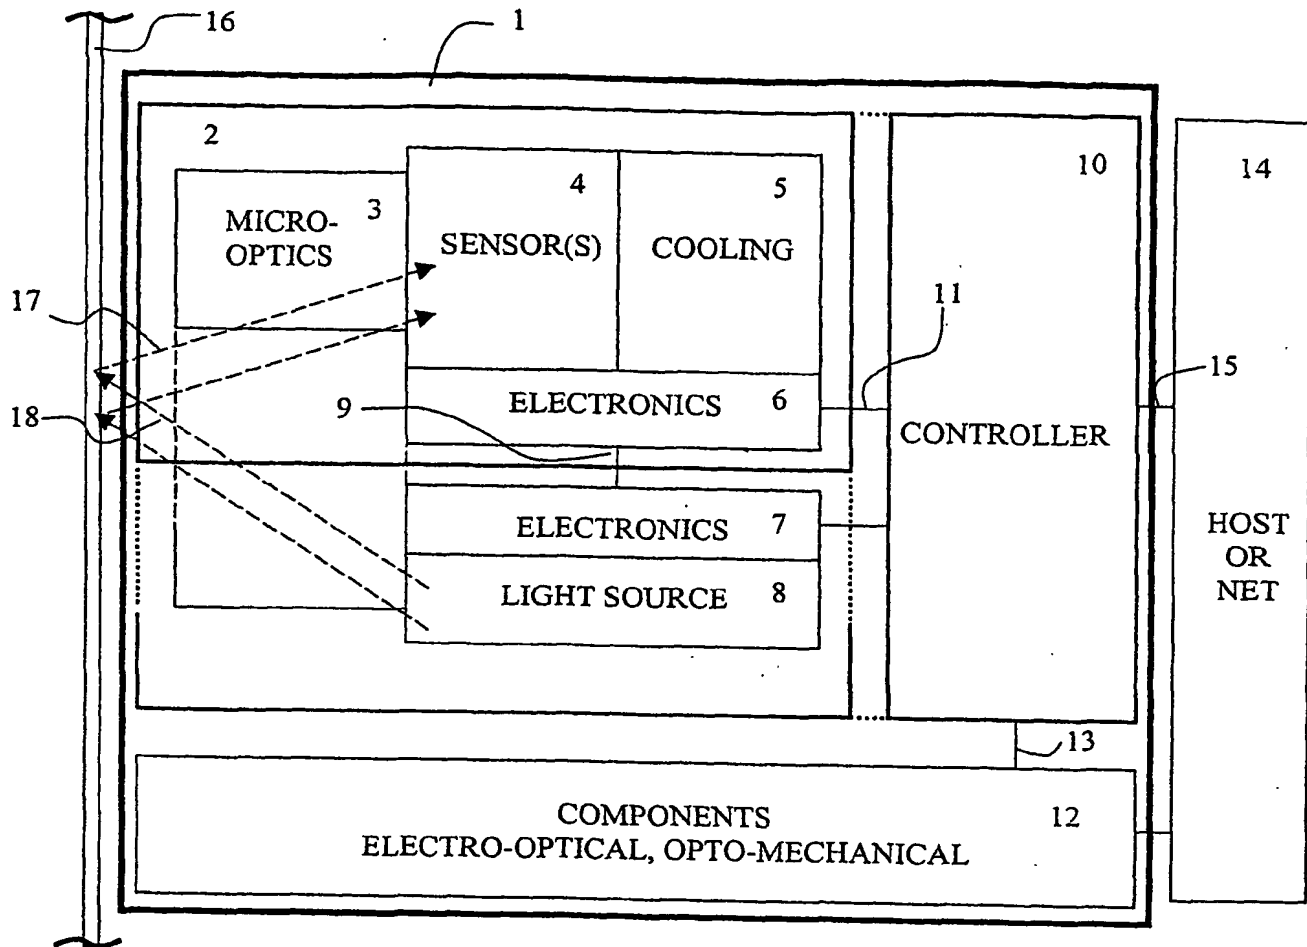 16
1
2
3
MICRO-
OPTICS
4
SENSOR(S)
5
COOLING
10
14
17
11
15
18
9
ELECTRONICS 6
CONTROLLER
ELECTRONICS 7
LIGHT SOURCE 8
HOST
OR
NET
13
COMPONENTS
12
ELECTRO-OPTICAL, OPTO-MECHANICAL